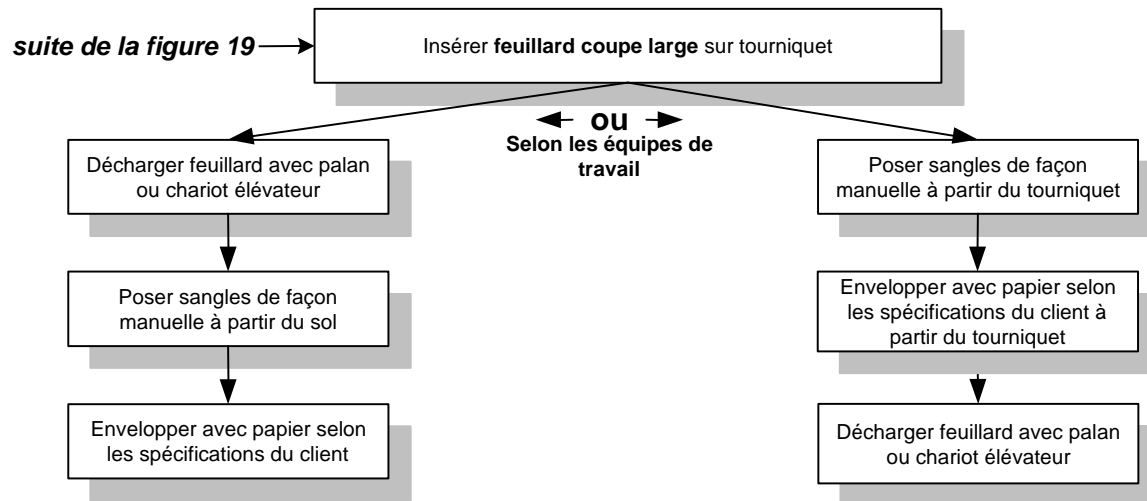 suite de la figure 19
Insérer feuillard coupe large sur tourniquet
ou
Selon les équipes de
travail
Décharger feuillard avec palan
ou chariot élévateur
Poser sangles de façon
manuelle à partir du sol
Envelopper avec papier selon
les spécifications du client
Poser sangles de façon
manuelle à partir du tourniquet
Envelopper avec papier selon
les spécifications du client à
partir du tourniquet
Décharger feuillard avec palan
ou chariot élévateur